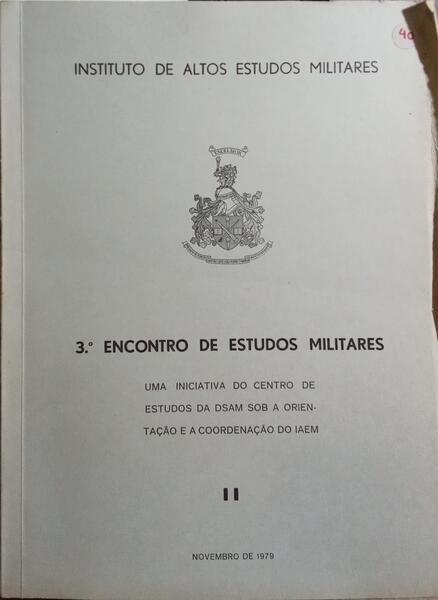 40
INSTITUTO DE ALTOS ESTUDOS MILITARES
3.º ENCONTRO DE ESTUDOS MILITARES
UMA INICIATIVA DO CENTRO DE
ESTUDOS DA DSAM SOB A ORIEN-
TAÇÃO E A COORDENAÇÃO DO IAEM
II
NOVEMBRO DE 1979